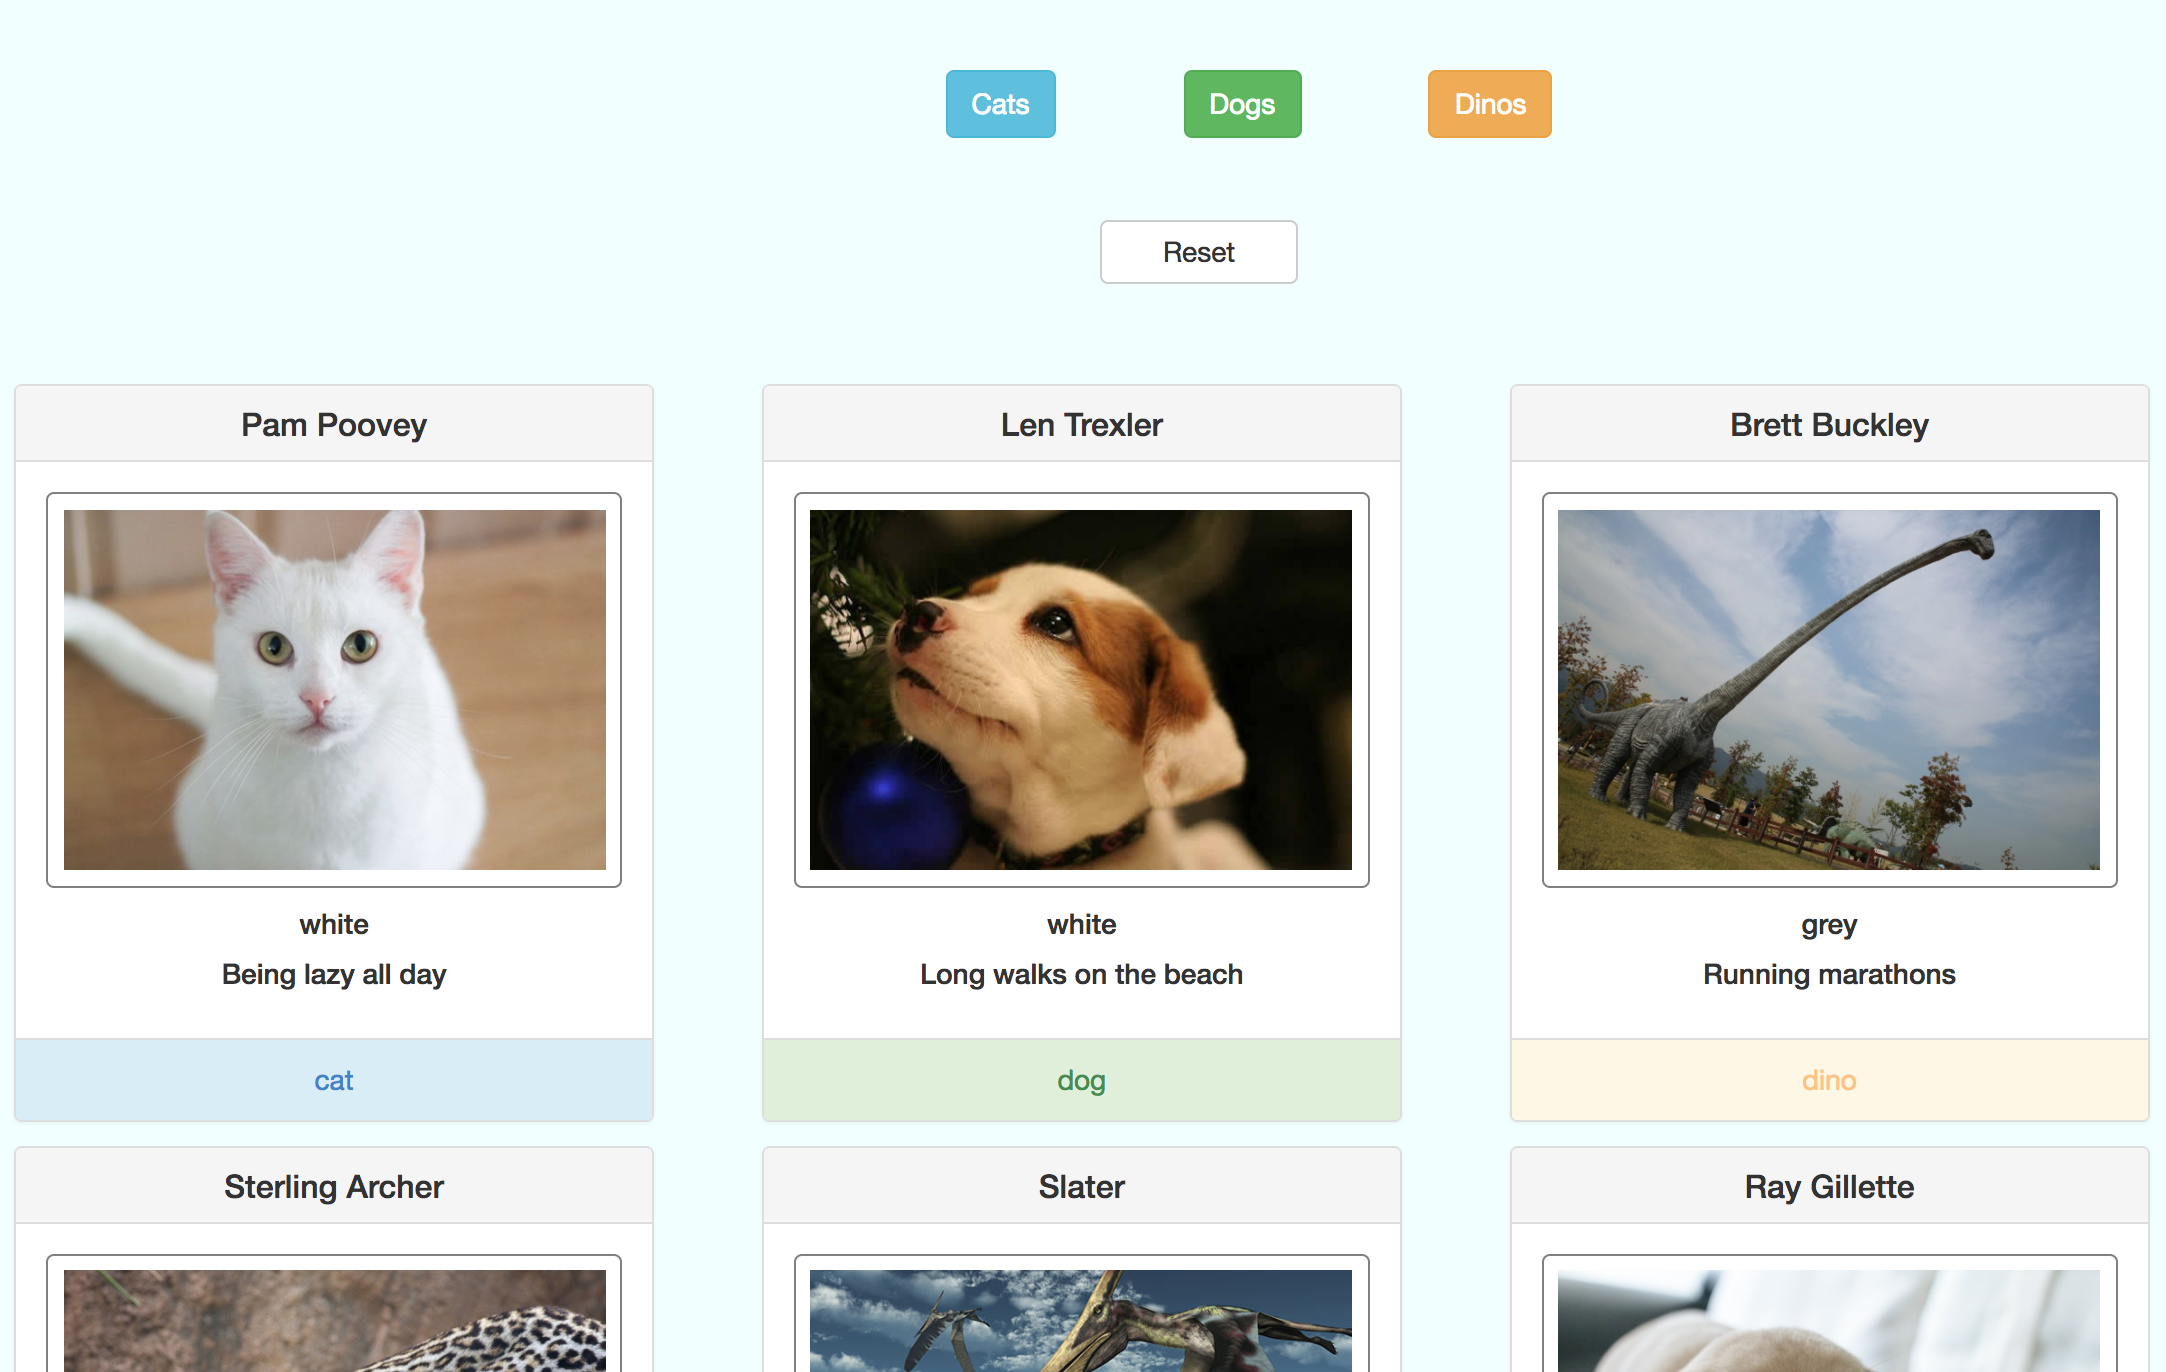 Cats
Dogs
Dinos
Reset
Pam Poovey
Len Trexler
Brett Buckley
white
white
grey
Being lazy all day
Long walks on the beach
Running marathons
cat
dog
dino
Sterling Archer
Slater
Ray Gillette